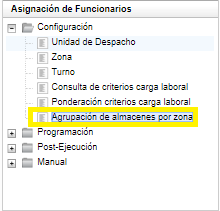 Asignación de Funcionarios
Configuración
Unidad de Despacho
Zona
Turno
Consulta de criterios carga laboral
Ponderación criterios carga laboral
Agrupación de almacenes por zona
Programación
Post-Ejecución
Manual